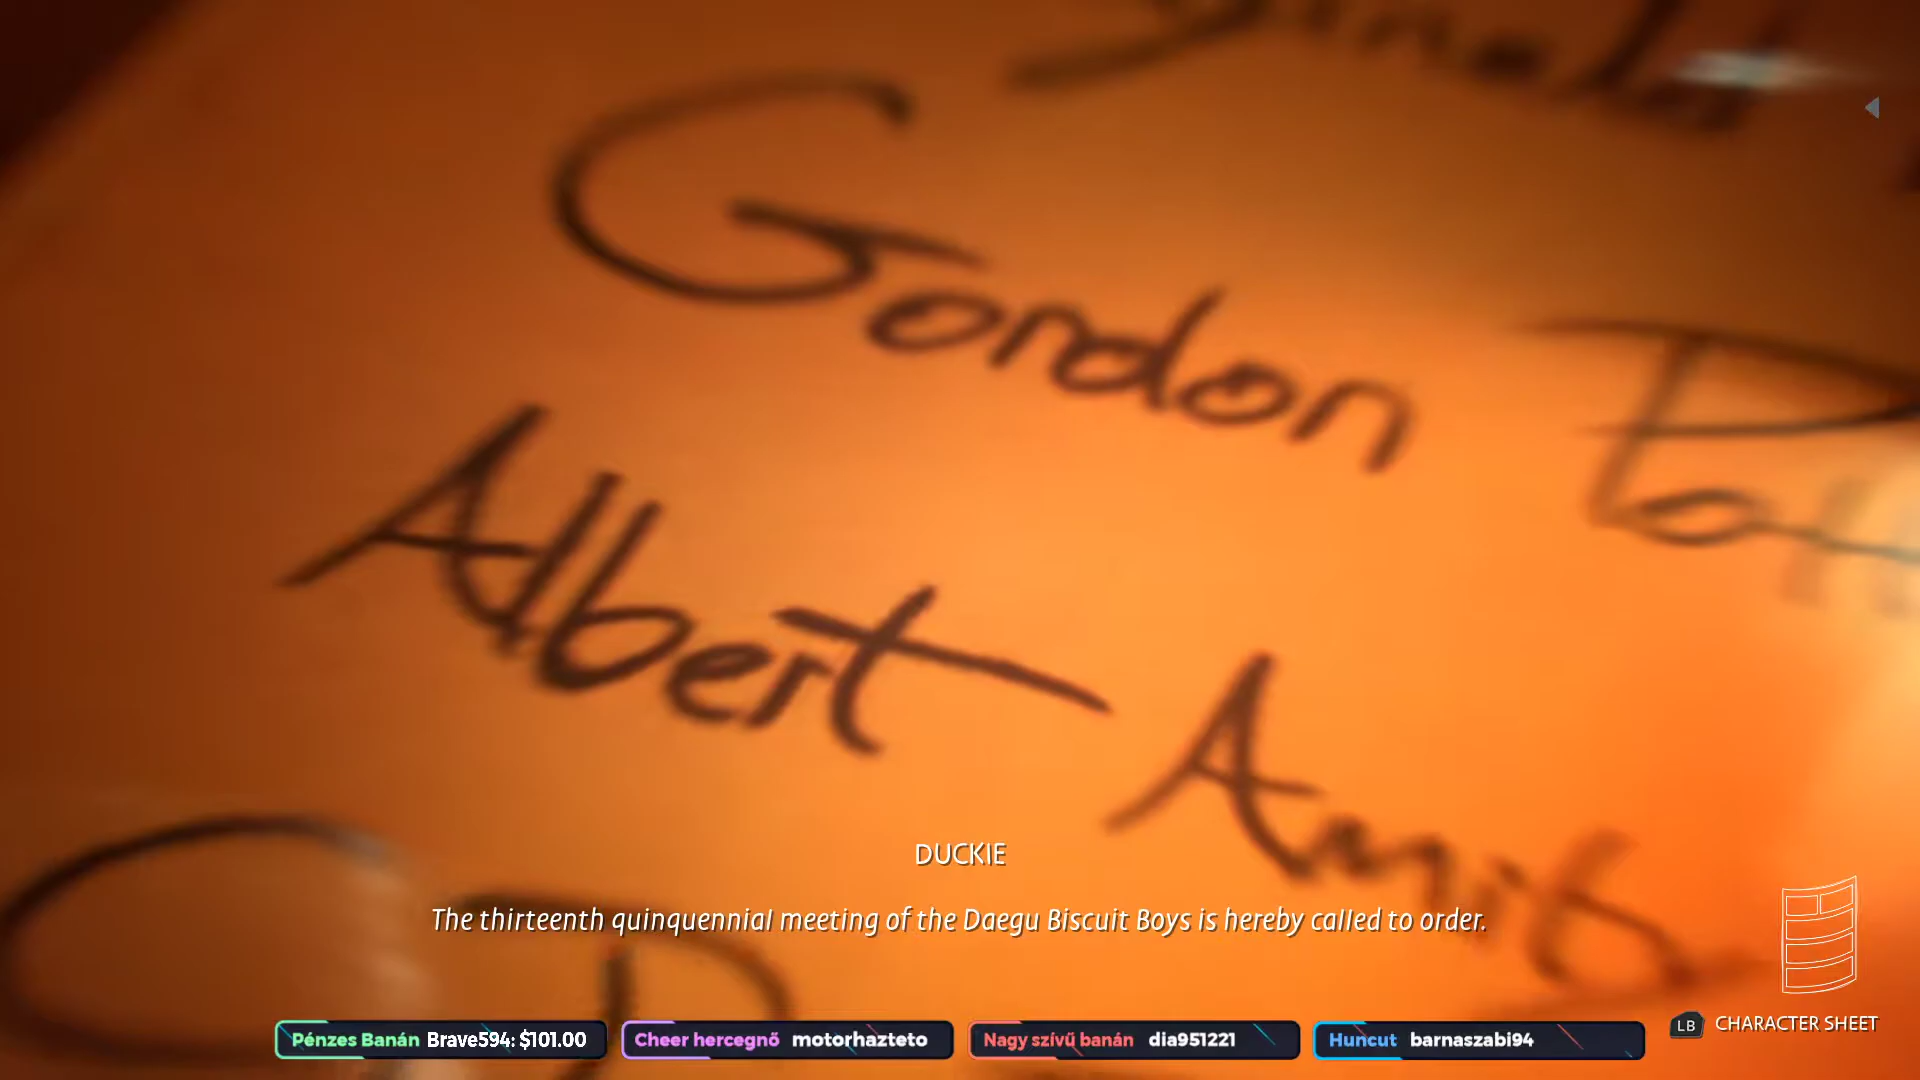 Gordon
Albert
DUCKIE
The thirteenth quinquennial meeting of the Daegu Biscuit Boys is hereby called to order.
Pénzes Banán Brave594: $101.00
Cheer hercegnő motorhazteto
Nagy szívű banán dia951221
Huncut barnaszabi94
LB CHARACTER SHEET